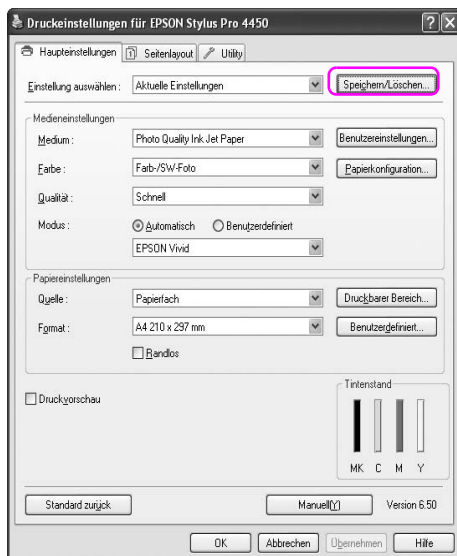 Druckeinstellungen für EPSON Stylus Pro 4450
Haupteinstellungen Seitenlayout Utility
Einstellung auswählen : Aktuelle Einstellungen Speichern/Löschen...
Medieneinstellungen
Medium : Photo Quality Ink Jet Paper Benutzereinstellungen...
Farbe : Farb-/SW-Foto Papierkonfiguration...
Qualität : Schnell
Modus : Automatisch Benutzerdefiniert
EPSON Vivid
Papiereinstellungen
Quelle : Papierfach Druckbarer Bereich...
Format : A4 210 x 297 mm Benutzerdefiniert...
Randlos
Druckvorschau
Tintenstand
MK C M Y
Standard zurück Manuell(Y) Version 6.50
OK Abbrechen Übernehmen Hilfe